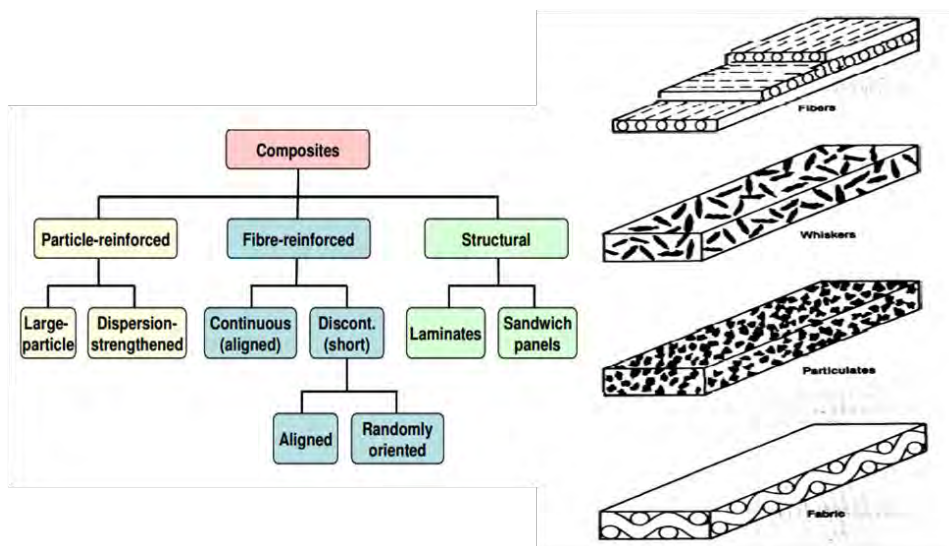 Composites
Particle-reinforced
Fibre-reinforced
Structural
Large-
particle
Dispersion-
strengthened
Continuous
(aligned)
Discont.
(short)
Laminates
Sandwich
panels
Aligned
Randomly
oriented
Fibers
Whiskers
Particulates
Fabric